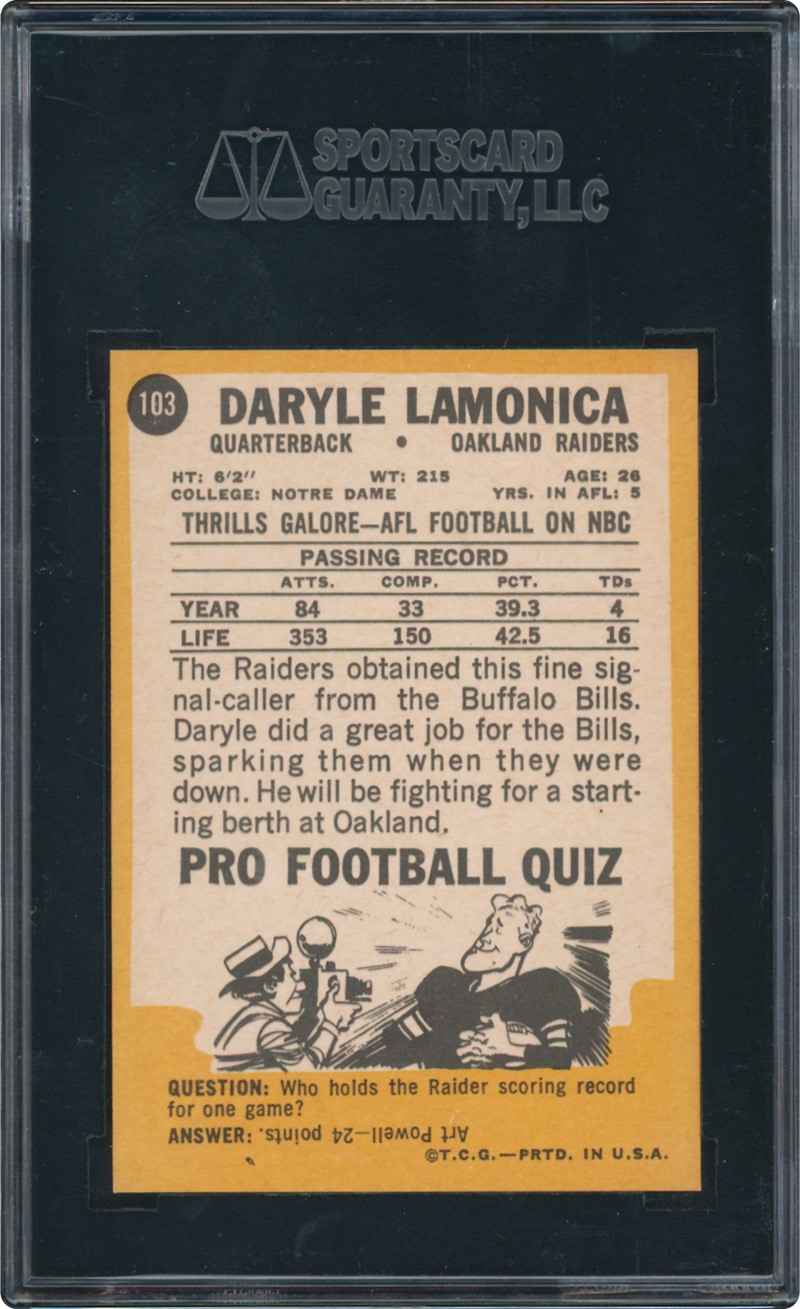 SPORTSCARD
GUARANTY, LLC
103
DARYLE LAMONICA
QUARTERBACK • OAKLAND RAIDERS
HT: 6'2" WT: 215 AGE: 26
COLLEGE: NOTRE DAME YRS. IN AFL: 5
THRILLS GALORE—AFL FOOTBALL ON NBC
PASSING RECORD
ATTS. COMP. PCT. TDs
YEAR 84 33 39.3 4
LIFE 353 150 42.5 16
The Raiders obtained this fine sig-
nal-caller from the Buffalo Bills.
Daryle did a great job for the Bills,
sparking them when they were
down. He will be fighting for a start-
ing berth at Oakland.
PRO FOOTBALL QUIZ
QUESTION: Who holds the Raider scoring record
for one game?
ANSWER: Art Powell—24 points.
©T.C.G.—PRTD. IN U.S.A.